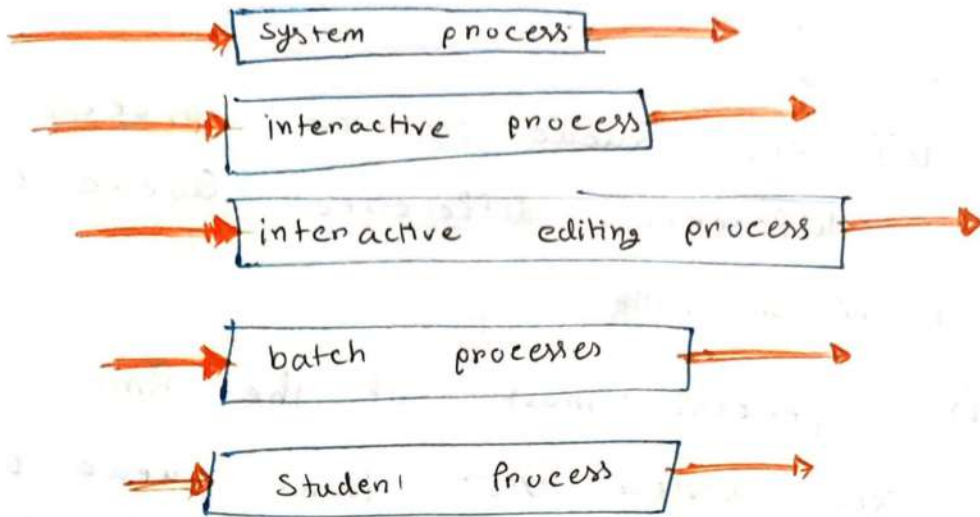 system process
interactive process
interactive editing process
batch processes
Student Process